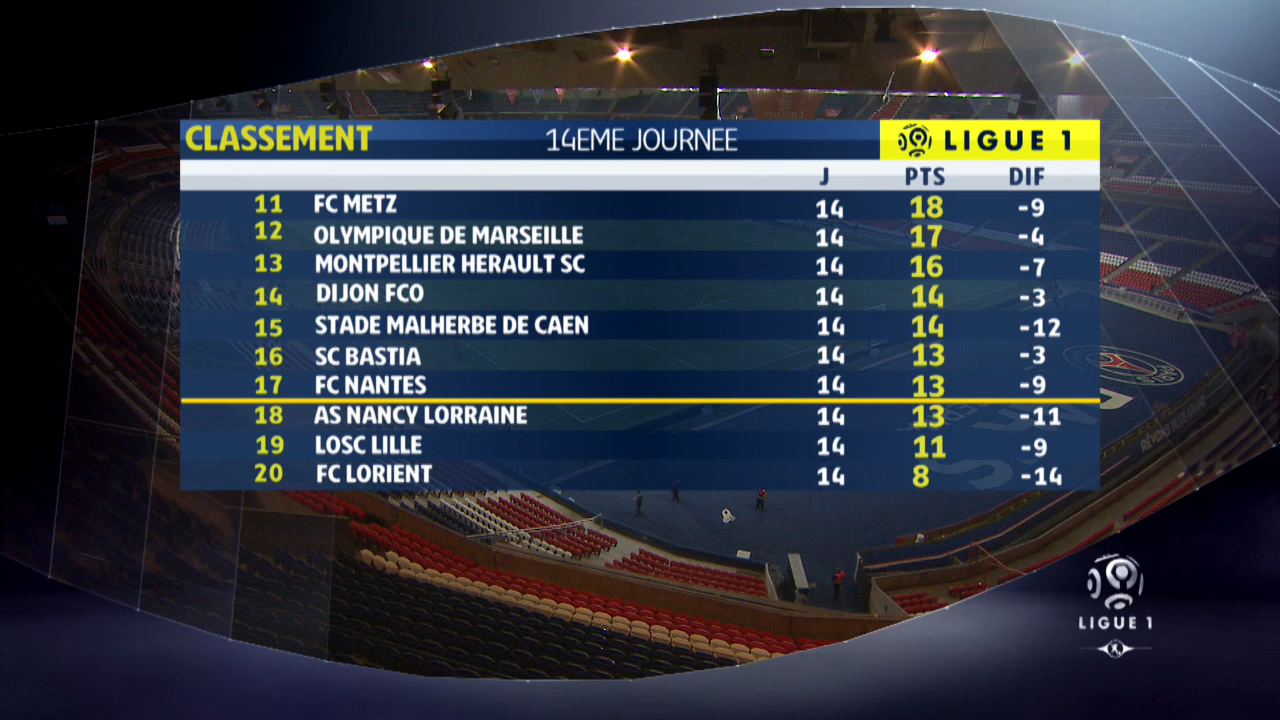 CLASSEMENT 14EME JOURNEE LIGUE 1
J PTS DIF
11 FC METZ 14 18 -9
12 OLYMPIQUE DE MARSEILLE 14 17 -4
13 MONTPELLIER HERAULT SC 14 16 -7
14 DIJON FCO 14 14 -3
15 STADE MALHERBE DE CAEN 14 14 -12
16 SC BASTIA 14 13 -3
17 FC NANTES 14 13 -9
18 AS NANCY LORRAINE 14 13 -11
19 LOSC LILLE 14 11 -9
20 FC LORIENT 14 8 -14
LIGUE 1